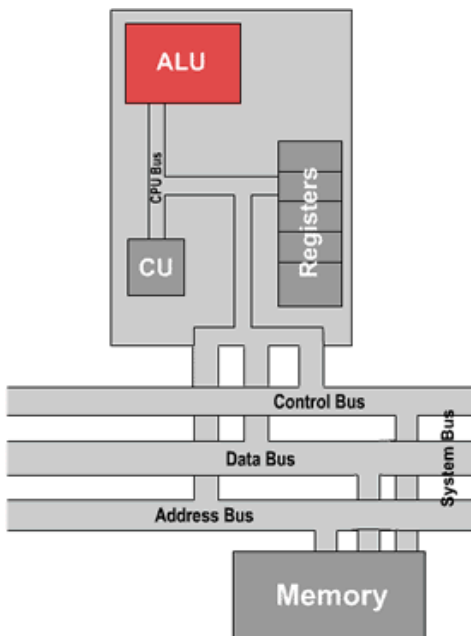 ALU
CPU Bus
Registers
CU
Control Bus
Data Bus
System Bus
Address Bus
Memory